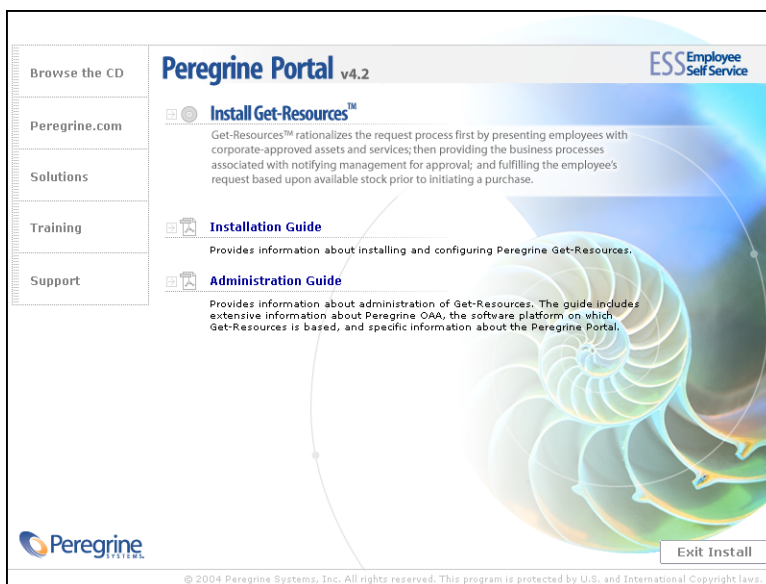 Browse the CD
Peregrine.com
Solutions
Training
Support
Peregrine Portal v4.2
ESS Employee
Self Service
Install Get-Resources™
Get-Resources™ rationalizes the request process first by presenting employees with
corporate-approved assets and services; then providing the business processes
associated with notifying management for approval; and fulfilling the employee's
request based upon available stock prior to initiating a purchase.
Installation Guide
Provides information about installing and configuring Peregrine Get-Resources.
Administration Guide
Provides information about administration of Get-Resources. The guide includes
extensive information about Peregrine OAA, the software platform on which
Get-Resources is based, and specific information about the Peregrine Portal.
Peregrine
SYSTEMS
Exit Install
© 2004 Peregrine Systems, Inc. All rights reserved. This program is protected by U.S. and International Copyright laws.